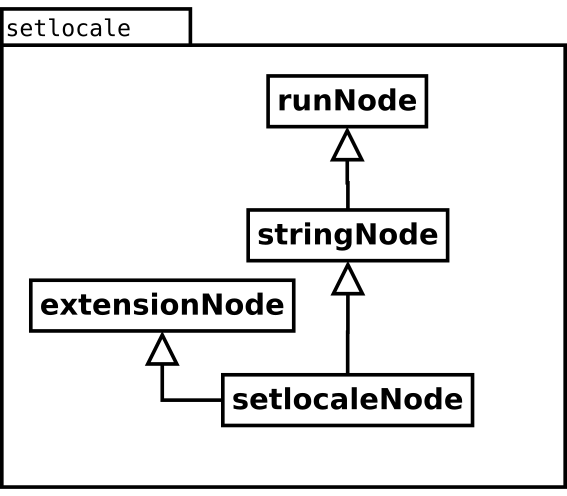 setlocale
runNode
stringNode
extensionNode
setlocaleNode